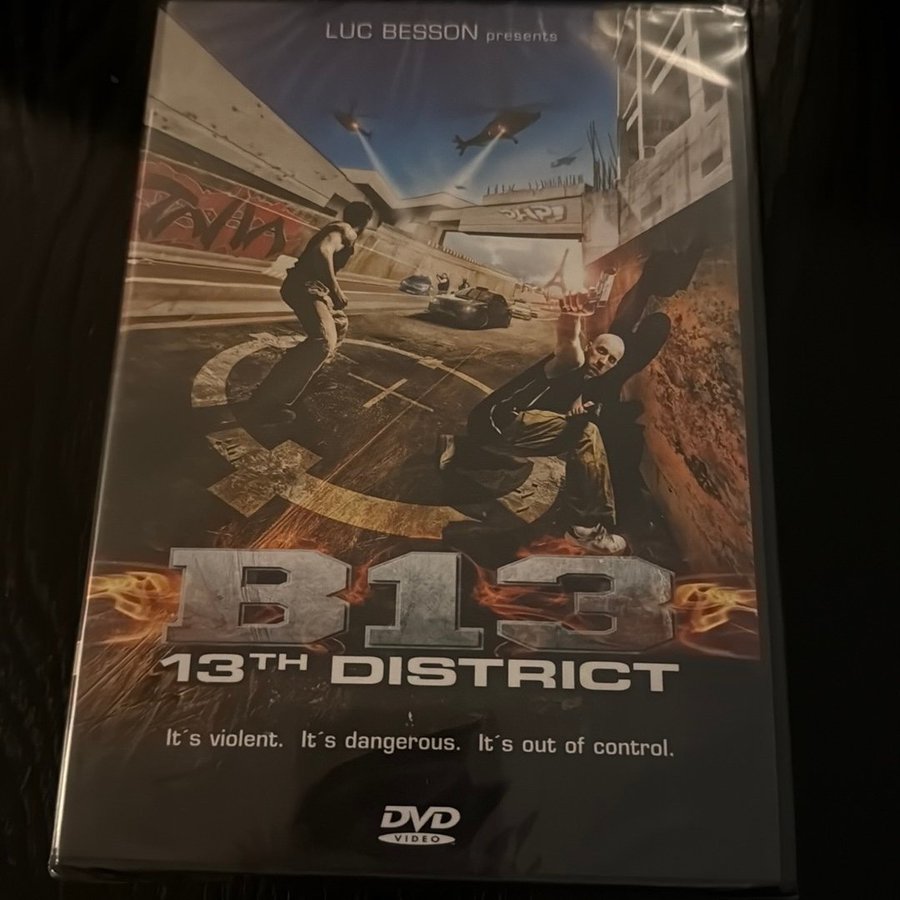 LUC BESSON presents
B13
13TH DISTRICT
It´s violent. It´s dangerous. It´s out of control.
DVD
VIDEO